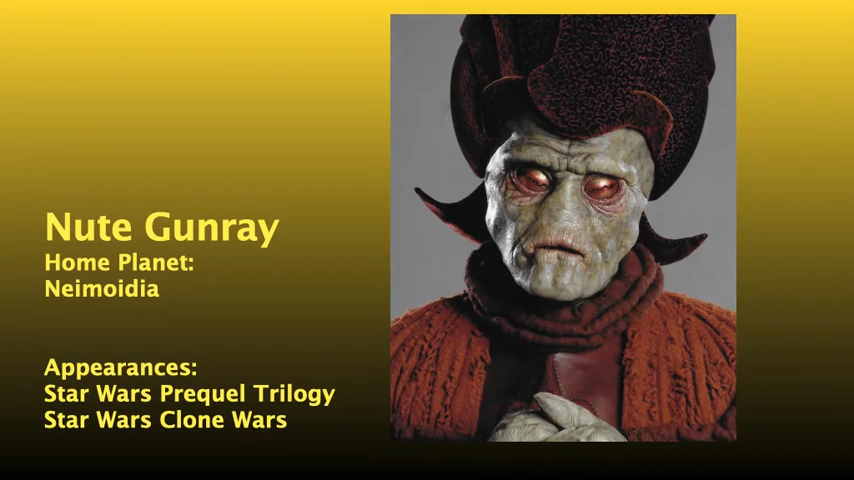 Nute Gunray
Home Planet:
Neimoidia
Appearances:
Star Wars Prequel Trilogy
Star Wars Clone Wars